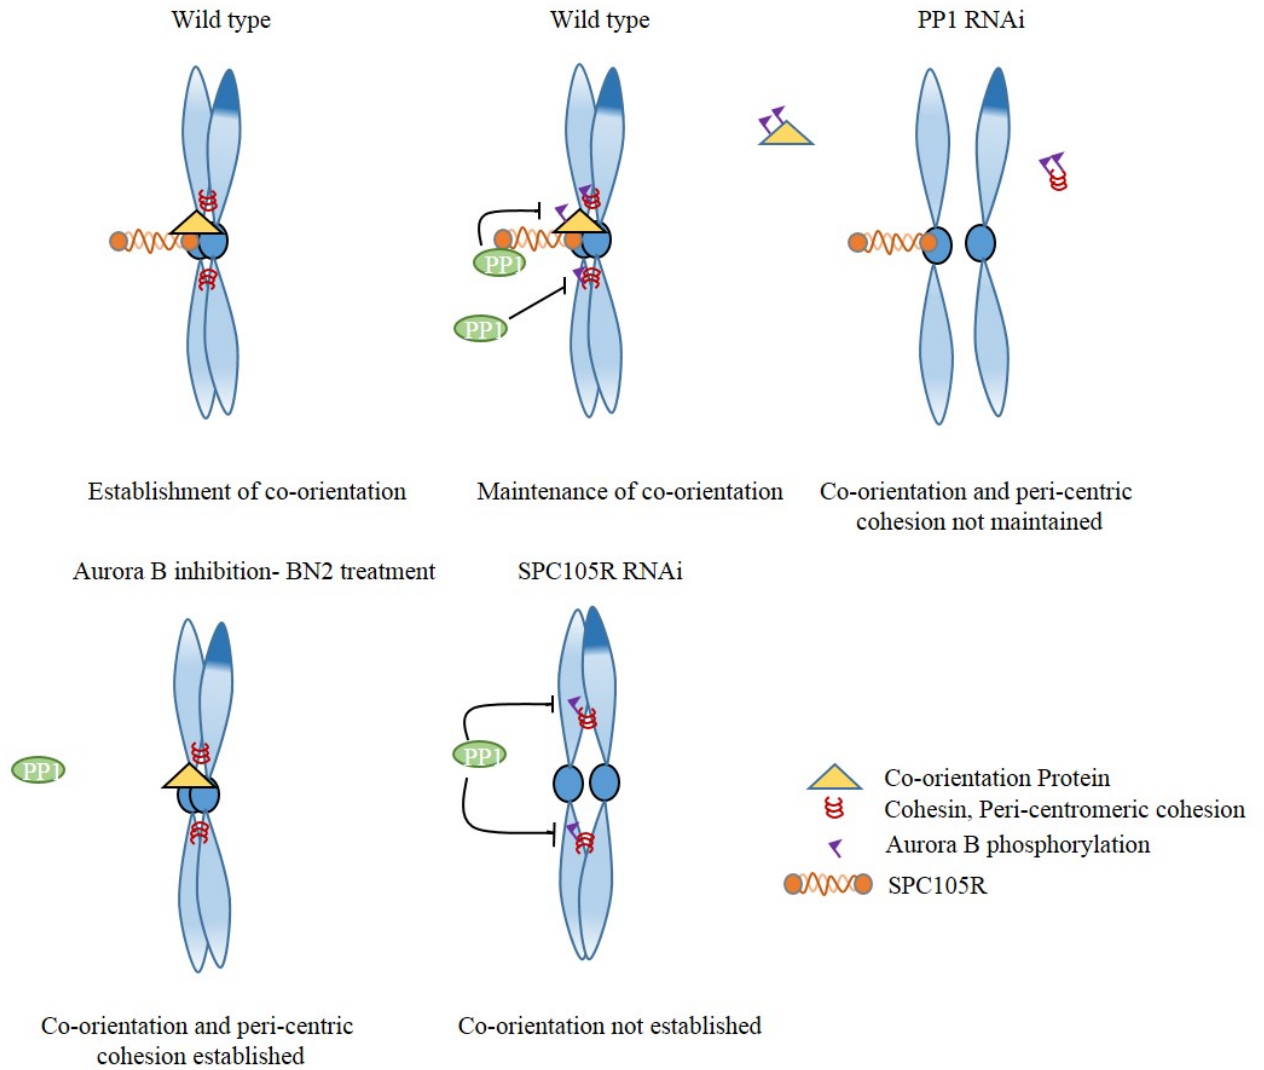 Wild type
Wild type
PP1 RNAi
PP1
PP1
Establishment of co-orientation
Maintenance of co-orientation
Co-orientation and peri-centric
cohesion not maintained
Aurora B inhibition- BN2 treatment
SPC105R RNAi
PP1
PP1
Co-orientation Protein
Cohesin, Peri-centromeric cohesion
Aurora B phosphorylation
SPC105R
Co-orientation and peri-centric
cohesion established
Co-orientation not established